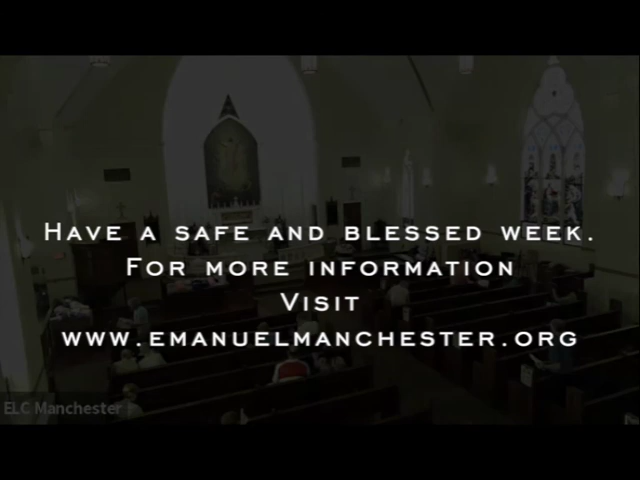 Have a safe and blessed week.
For more information
Visit
www.emanuelmanchester.org
ELC Manchester